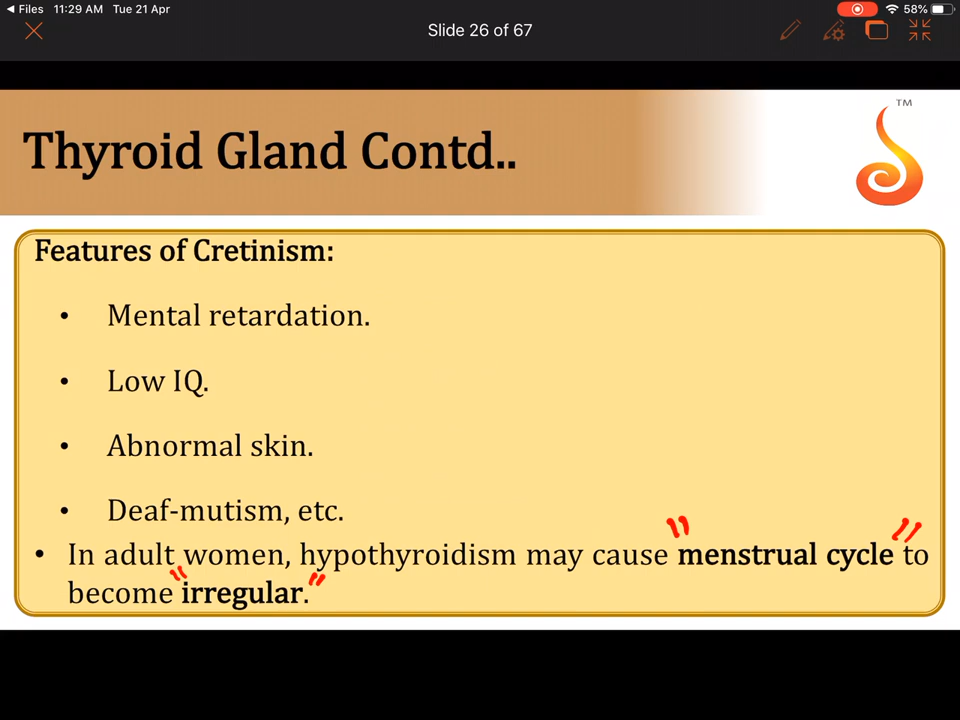 ◄ Files 11:29 AM Tue 21 Apr 58%
Slide 26 of 67
Thyroid Gland Contd..
TM
Features of Cretinism:
• Mental retardation.
• Low IQ.
• Abnormal skin.
• Deaf-mutism, etc.
• In adult women, hypothyroidism may cause "menstrual cycle" to
become "irregular."